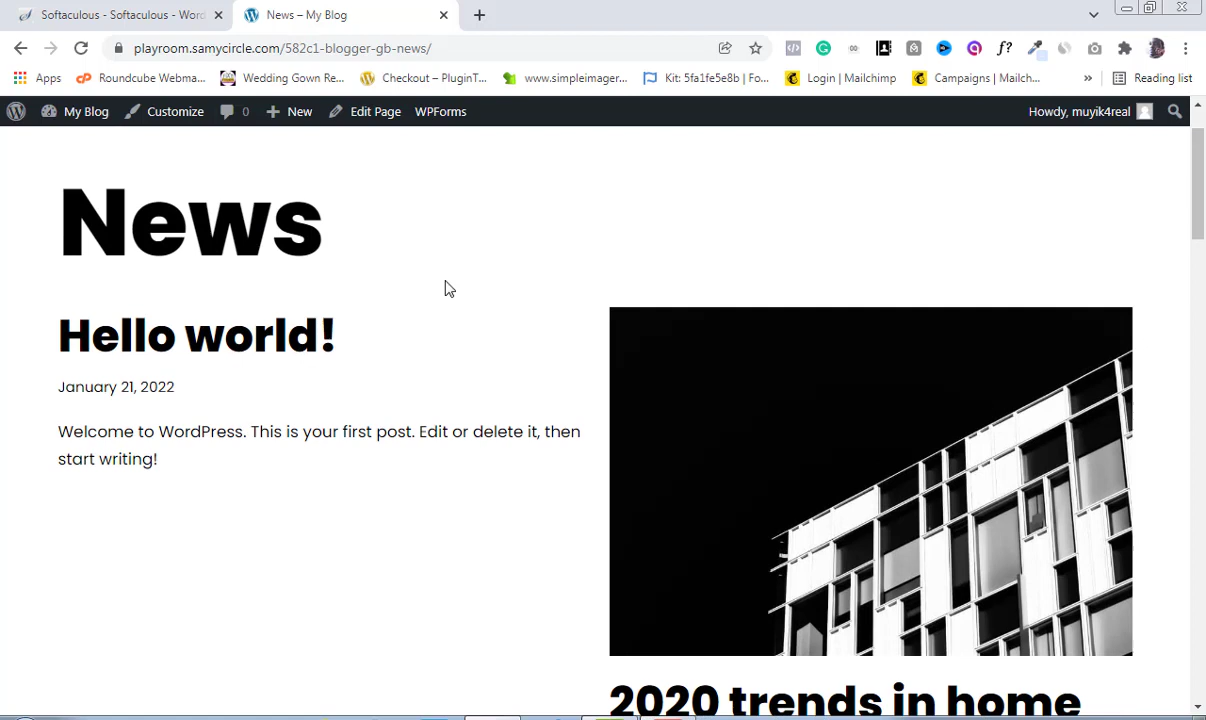 Softaculous - Softaculous - Wor
News – My Blog
playroom.samycircle.com/582c1-blogger-gb-news/
f?
Apps
Roundcube Webma...
Wedding Gown Re...
Checkout – PluginT...
www.simpleimager...
Kit: 5fa1fe5e8b | Fo...
Login | Mailchimp
Campaigns | Mailch...
»
Reading list
My Blog
Customize
0
New
Edit Page
WPForms
Howdy, muyik4real
News
Hello world!
January 21, 2022
Welcome to WordPress. This is your first post. Edit or delete it, then
start writing!
2020 trends in home